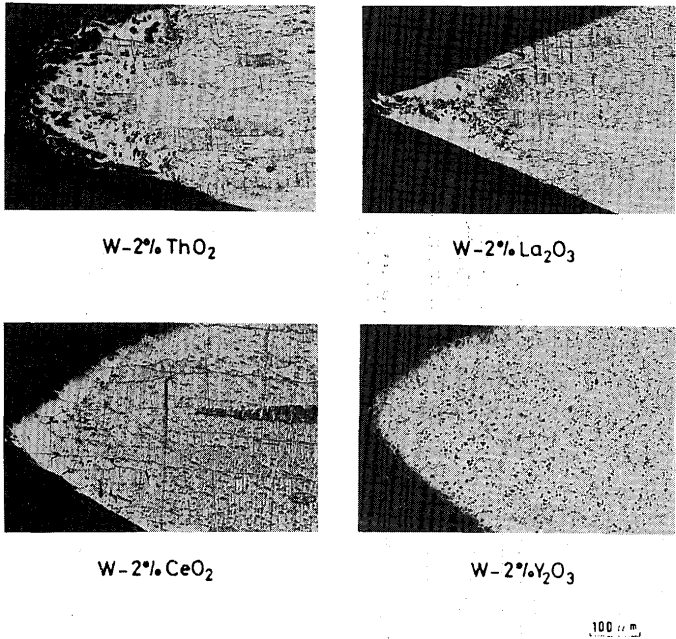 W-2% ThO₂
W-2% La₂O₃
W-2% CeO₂
W-2% Y₂O₃
100 μm